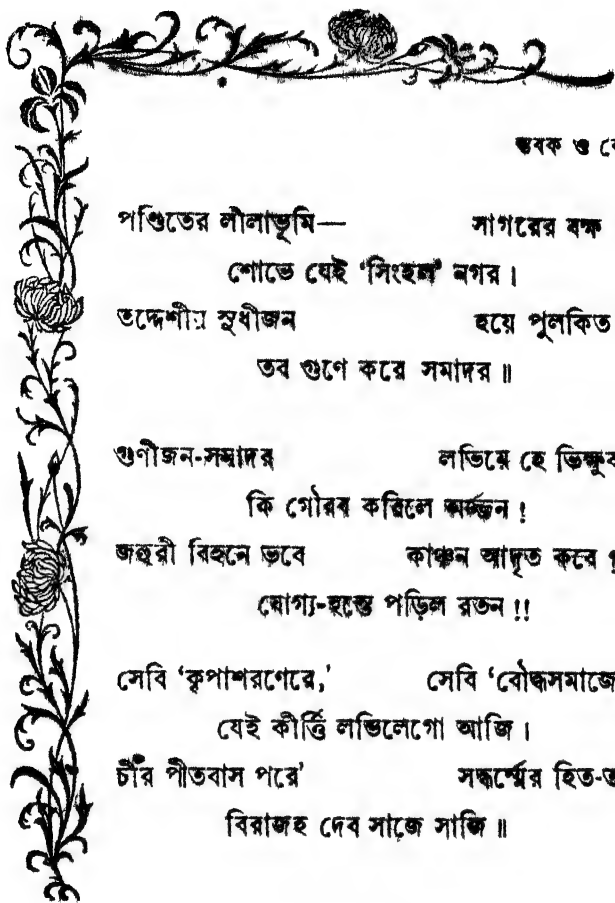 স্তবক ও
পণ্ডিতের লীলাভূমি— সাগরের বক্ষ
শোভে যেই ‘সিংহল’ নগর।
তদ্দেশীয় সুধীজন হয়ে পুলকিত
তব গুণে করে সমাদর॥
গুণীজন-সমাদর লভিয়ে হে
কি গৌরব করিলে অর্জ্জন!
জহুরী বিহনে ভবে কাঞ্চন আদৃত কবে
যোগ্য-হস্তে পড়িল রতন!!
সেবি ‘কৃপাশরণেরে,’ সেবি ‘বৌদ্ধসমাজে
যেই কীর্ত্তি লভিলেগো আজি।
চীর পীতবাস পরে’ সদ্ধর্ম্মের হিত-
বিরাজহ দেব সাজে সাজি॥